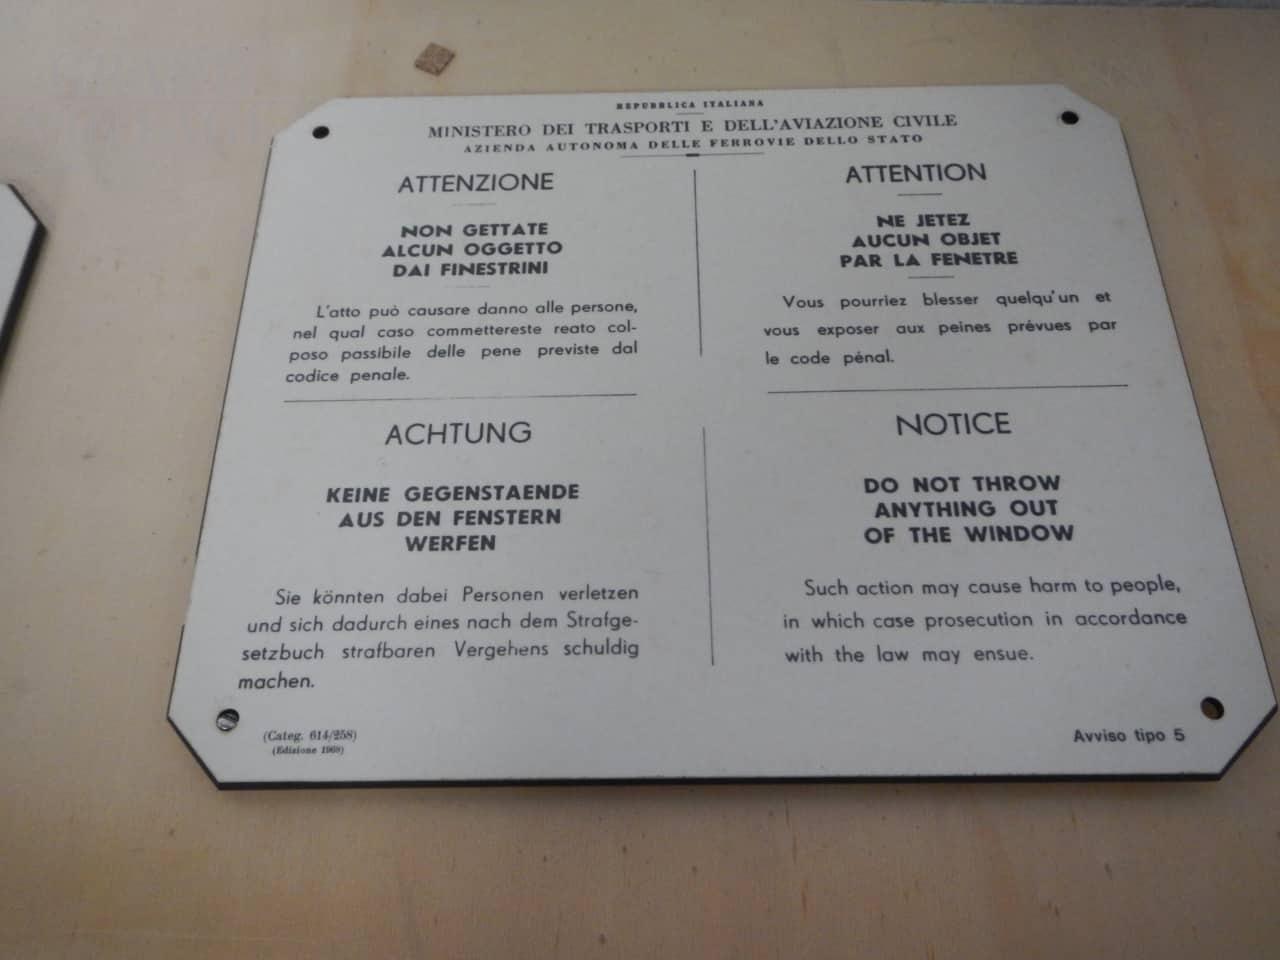 REPUBBLICA ITALIANA
MINISTERO DEI TRASPORTI E DELL'AVIAZIONE CIVILE
AZIENDA AUTONOMA DELLE FERROVIE DELLO STATO
ATTENZIONE
NON GETTATE
ALCUN OGGETTO
DAI FINESTRINI
L'atto può causare danno alle persone,
nel qual caso commettereste reato col-
poso passibile delle pene previste dal
codice penale.
ATTENTION
NE JETEZ
AUCUN OBJET
PAR LA FENETRE
Vous pourriez blesser quelqu'un et
vous exposer aux peines prévues par
le code pénal.
ACHTUNG
KEINE GEGENSTAENDE
AUS DEN FENSTERN
WERFEN
Sie könnten dabei Personen verletzen
und sich dadurch eines nach dem Strafge-
setzbuch strafbaren Vergehens schuldig
machen.
NOTICE
DO NOT THROW
ANYTHING OUT
OF THE WINDOW
Such action may cause harm to people,
in which case prosecution in accordance
with the law may ensue.
(Categ. 614/258)
(Edizione 1969)
Avviso tipo 5